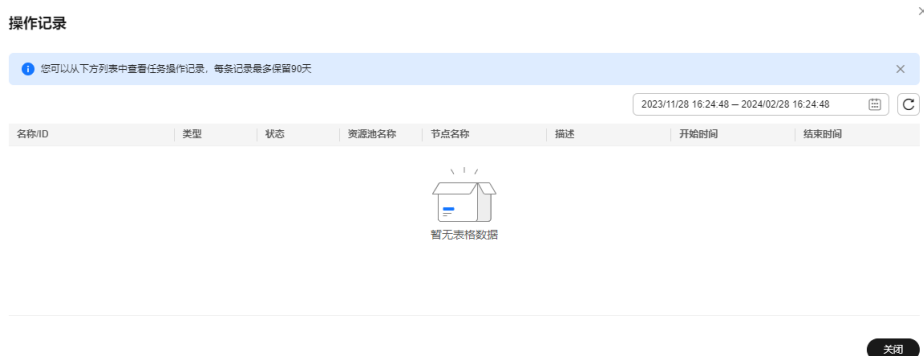 操作记录
您可以从下方列表中查看任务操作记录，每条记录最多保留90天
2023/11/28 16:24:48 — 2024/02/28 16:24:48
名称/ID 类型 状态 资源池名称 节点名称 描述 开始时间 结束时间
暂无表格数据
关闭